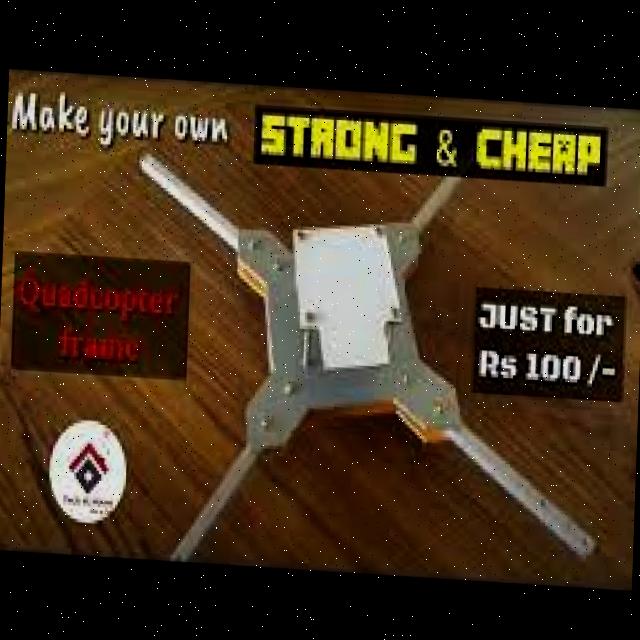 Make your own
STRONG & CHEAP
Quadcopter
frame
JUST for
Rs 100 /-